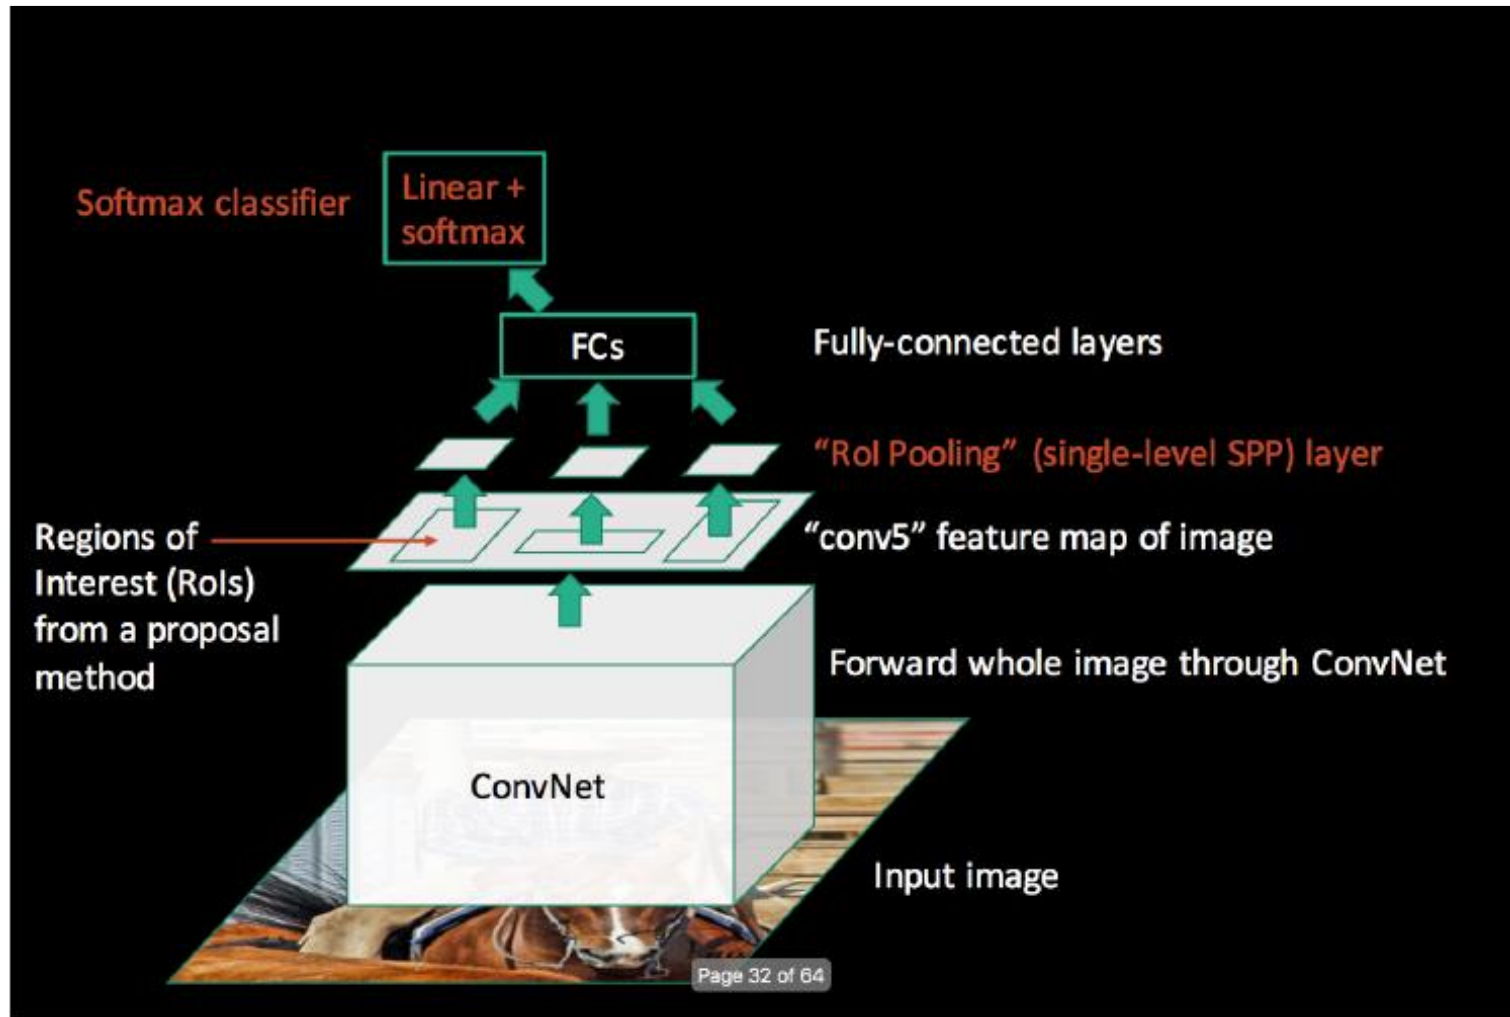 Softmax classifier
Linear +
softmax
FCs
Fully-connected layers
“RoI Pooling” (single-level SPP) layer
Regions of
Interest (RoIs)
from a proposal
method
“conv5” feature map of image
Forward whole image through ConvNet
ConvNet
Input image
Page 32 of 64